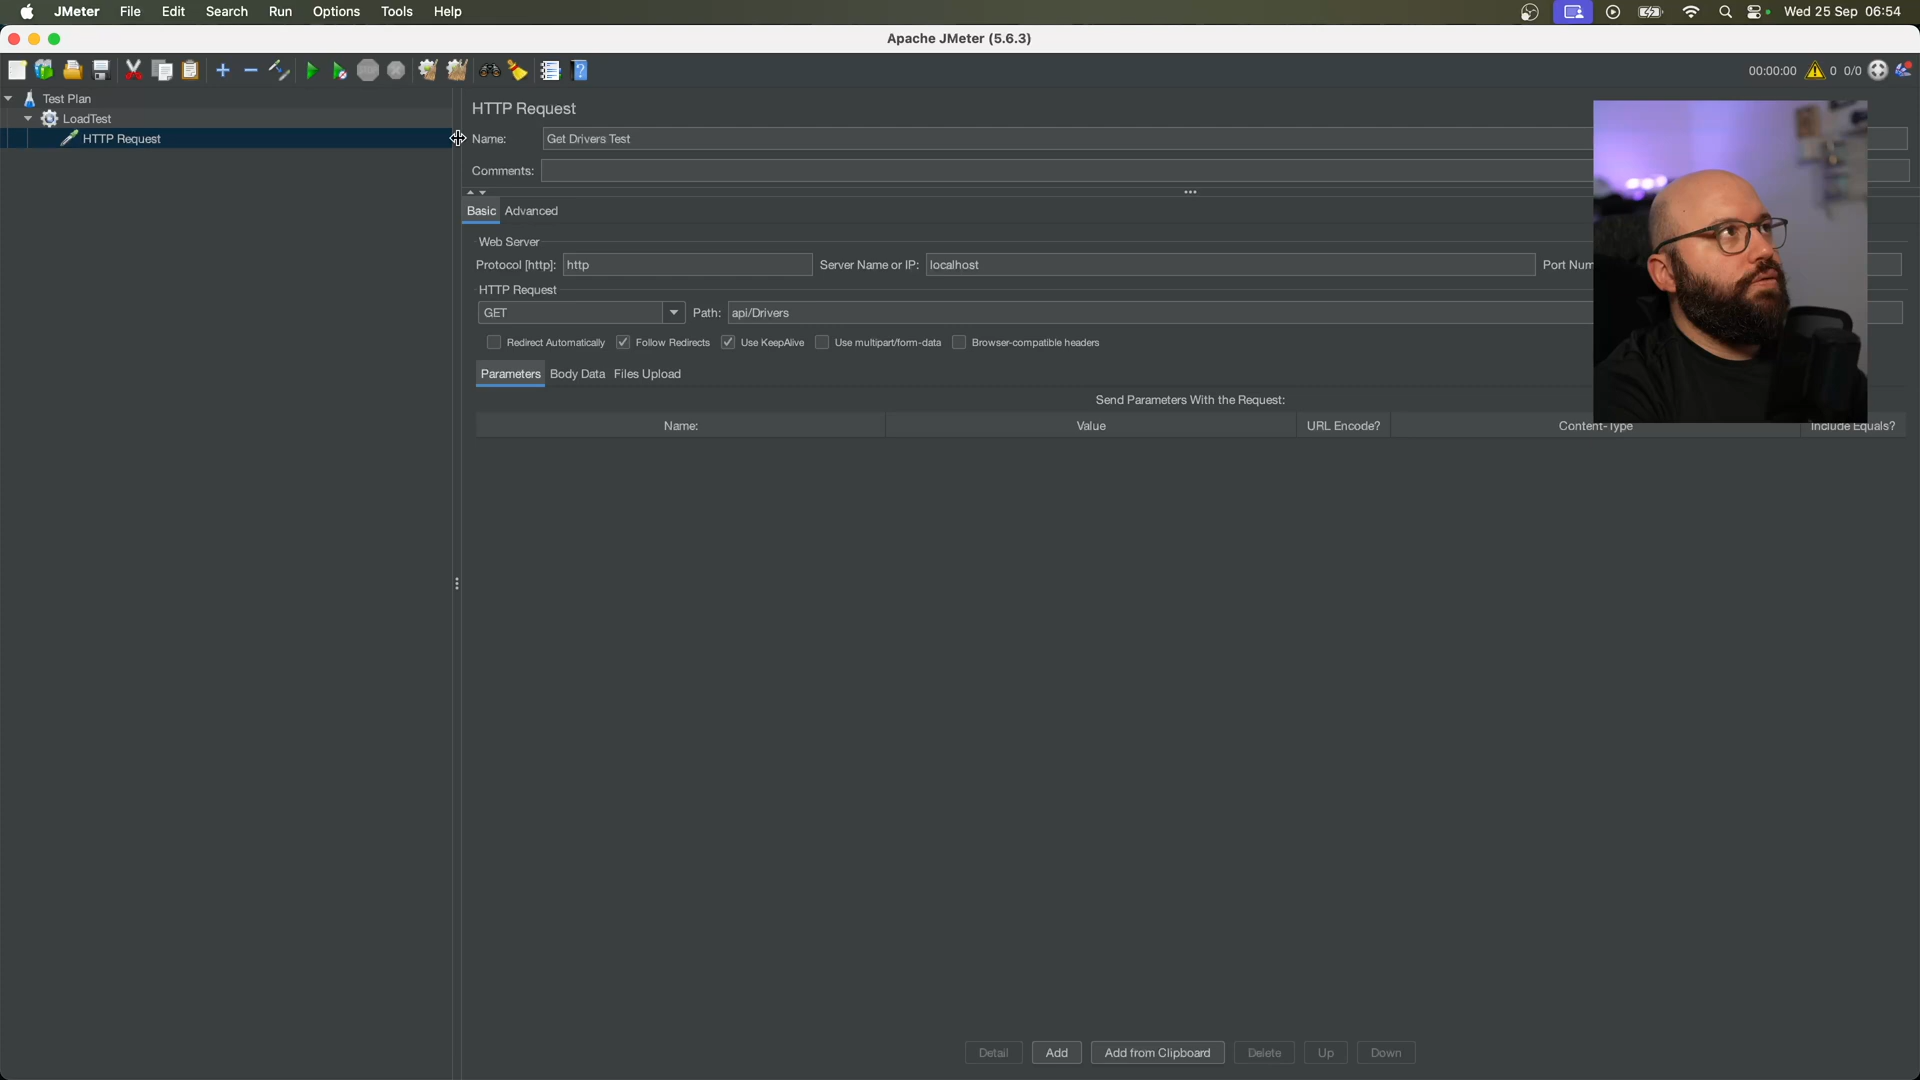 JMeter File Edit Search Run Options Tools Help Wed 25 Sep 06:54
Apache JMeter (5.6.3)
00:00:00 0 0/0
Test Plan
LoadTest
HTTP Request
HTTP Request
Name: Get Drivers Test
Comments:
Basic Advanced
Web Server
Protocol [http]: http Server Name or IP: localhost Port Num
HTTP Request
GET Path: api/Drivers
Redirect Automatically Follow Redirects Use KeepAlive Use multipart/form-data Browser-compatible headers
Parameters Body Data Files Upload
Send Parameters With the Request:
Name: Value URL Encode? Content-Type Include Equals?
Detail Add Add from Clipboard Delete Up Down